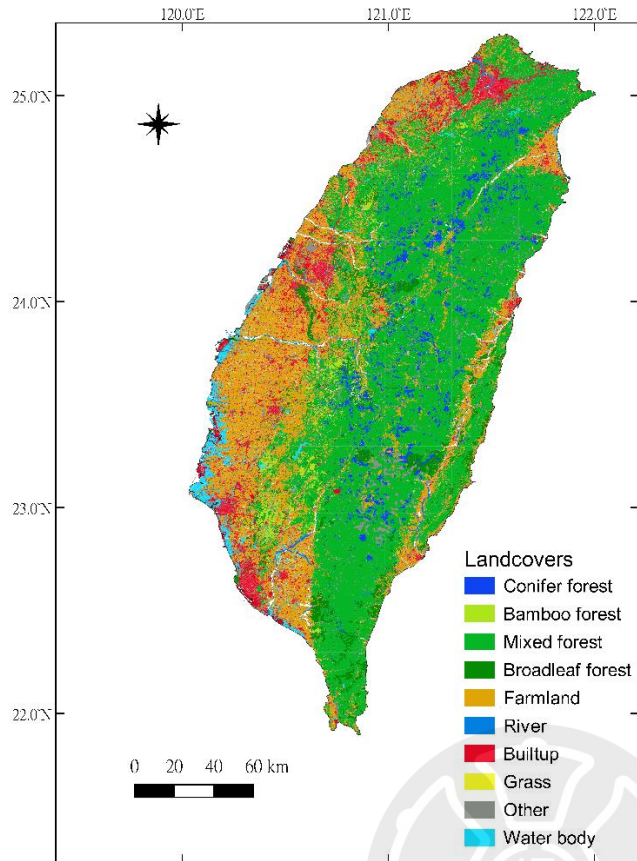 120.0°E 121.0°E 122.0°E
25.0°N
24.0°N
23.0°N
22.0°N
Landcovers
Conifer forest
Bamboo forest
Mixed forest
Broadleaf forest
Farmland
River
Builtup
Grass
Other
Water body
0 20 40 60 km